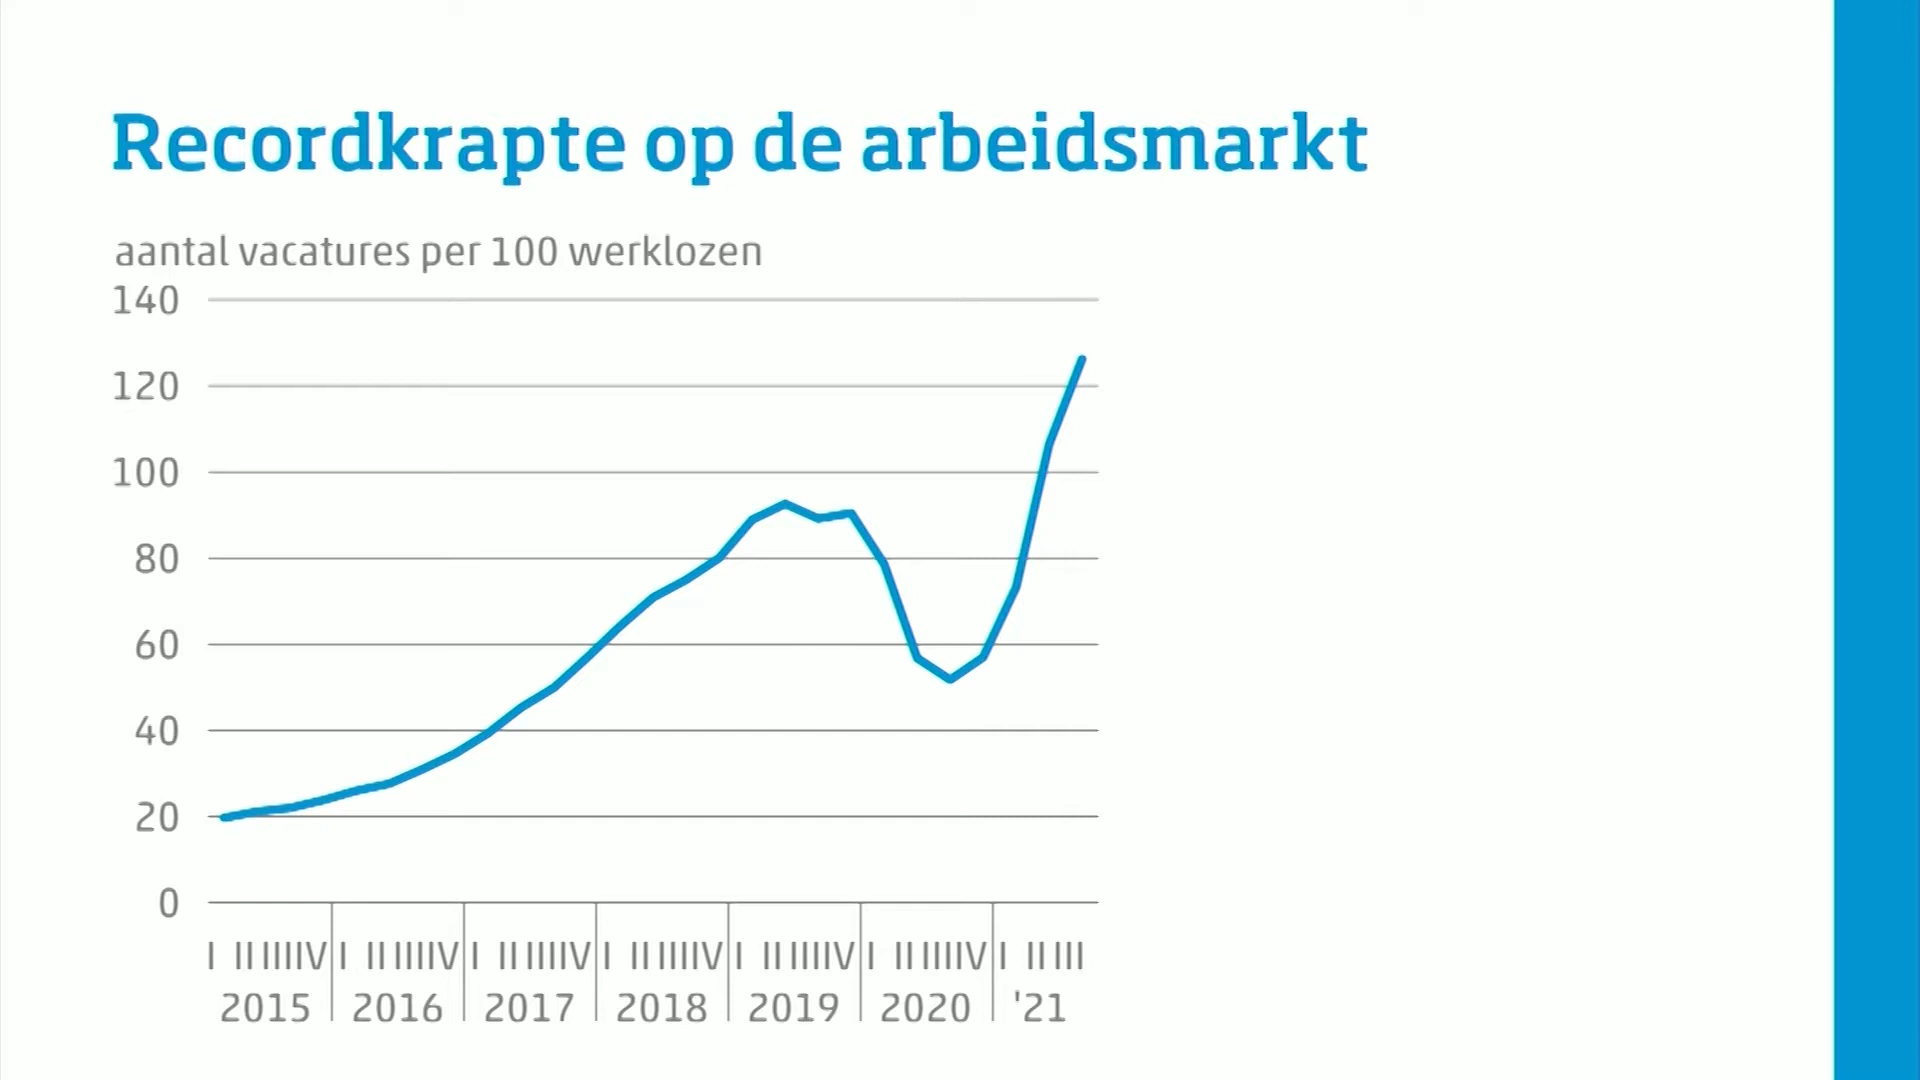 Recordkrapte op de arbeidsmarkt
aantal vacatures per 100 werklozen
140
120
100
80
60
40
20
0
I II III IV I II III IV I II III IV I II III IV I II III IV I II III IV I II III
2015 2016 2017 2018 2019 2020 '21